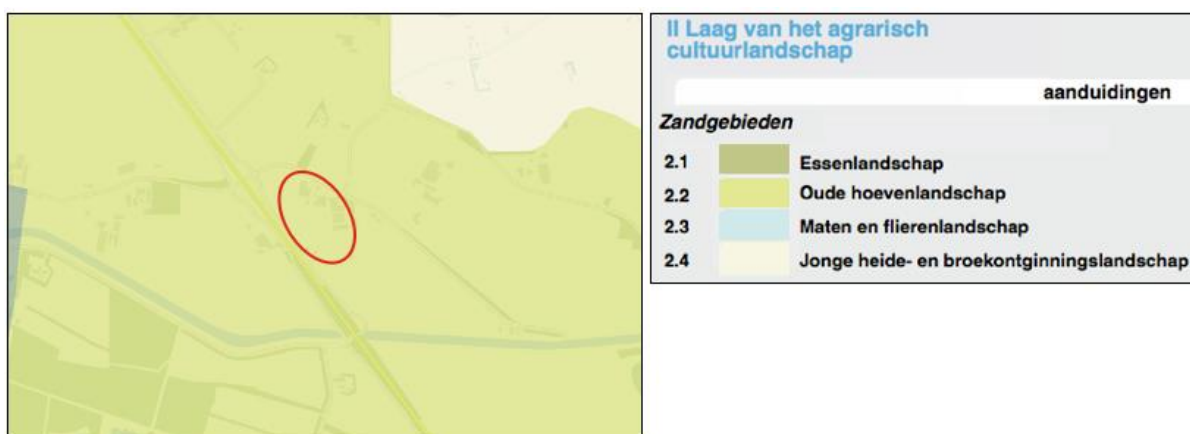 II Laag van het agrarisch
cultuurlandschap
aanduidingen
Zandgebieden
2.1 Essenlandschap
2.2 Oude hoevenlandschap
2.3 Maten en flierenlandschap
2.4 Jonge heide- en broekontginningslandschap